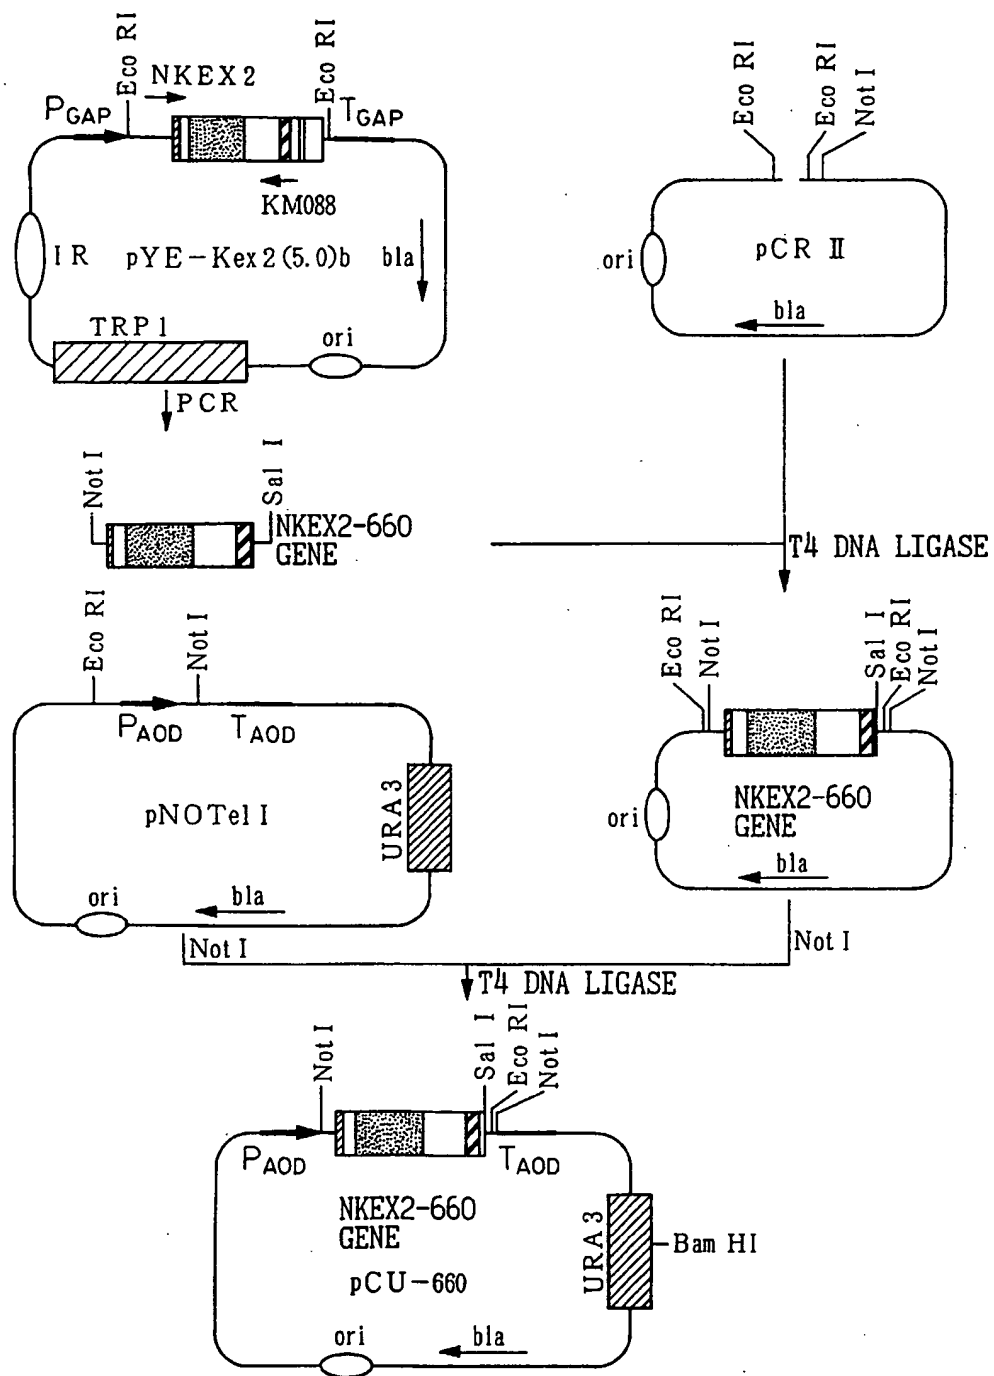 Eco RI
NKEX2
Eco RI
PGAP
TGAP
KM088
IR
pYE-Kex2(5.0)b
bla
TRP1
ori
PCR
Eco RI
Eco RI
Not I
ori
pCR II
bla
Not I
Sal I
NKEX2-660
GENE
T4 DNA LIGASE
Eco RI
Not I
PAOD
TAOD
pNOTel I
URA3
ori
bla
Not I
Eco RI
Not I
Sal I
Eco RI
Not I
NKEX2-660
GENE
ori
bla
Not I
T4 DNA LIGASE
Not I
Sal I
Eco RI
Not I
PAOD
TAOD
NKEX2-660
GENE
pCU-660
URA3
Bam HI
ori
bla